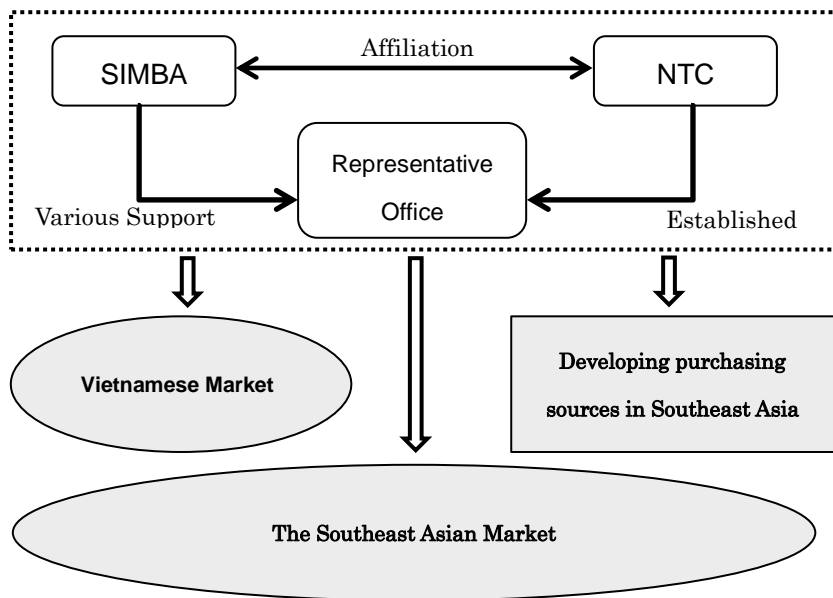 Affiliation
SIMBA
NTC
Representative
Office
Various Support
Established
Vietnamese Market
Developing purchasing
sources in Southeast Asia
The Southeast Asian Market